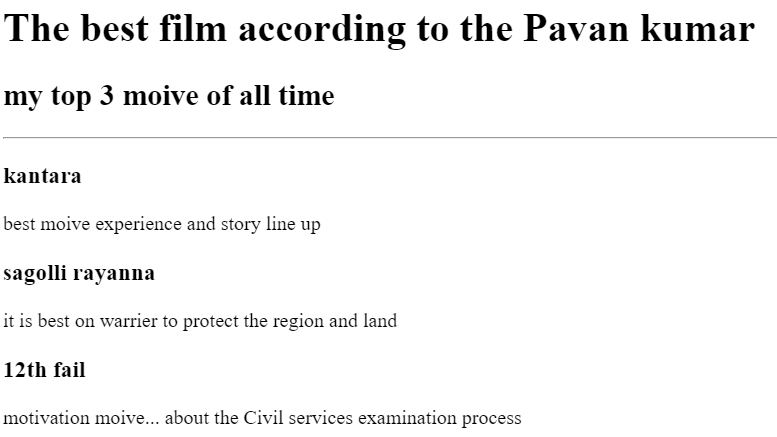 The best film according to the Pavan kumar
my top 3 moive of all time
kantara
best moive experience and story line up
sagolli rayanna
it is best on warrier to protect the region and land
12th fail
motivation moive... about the Civil services examination process